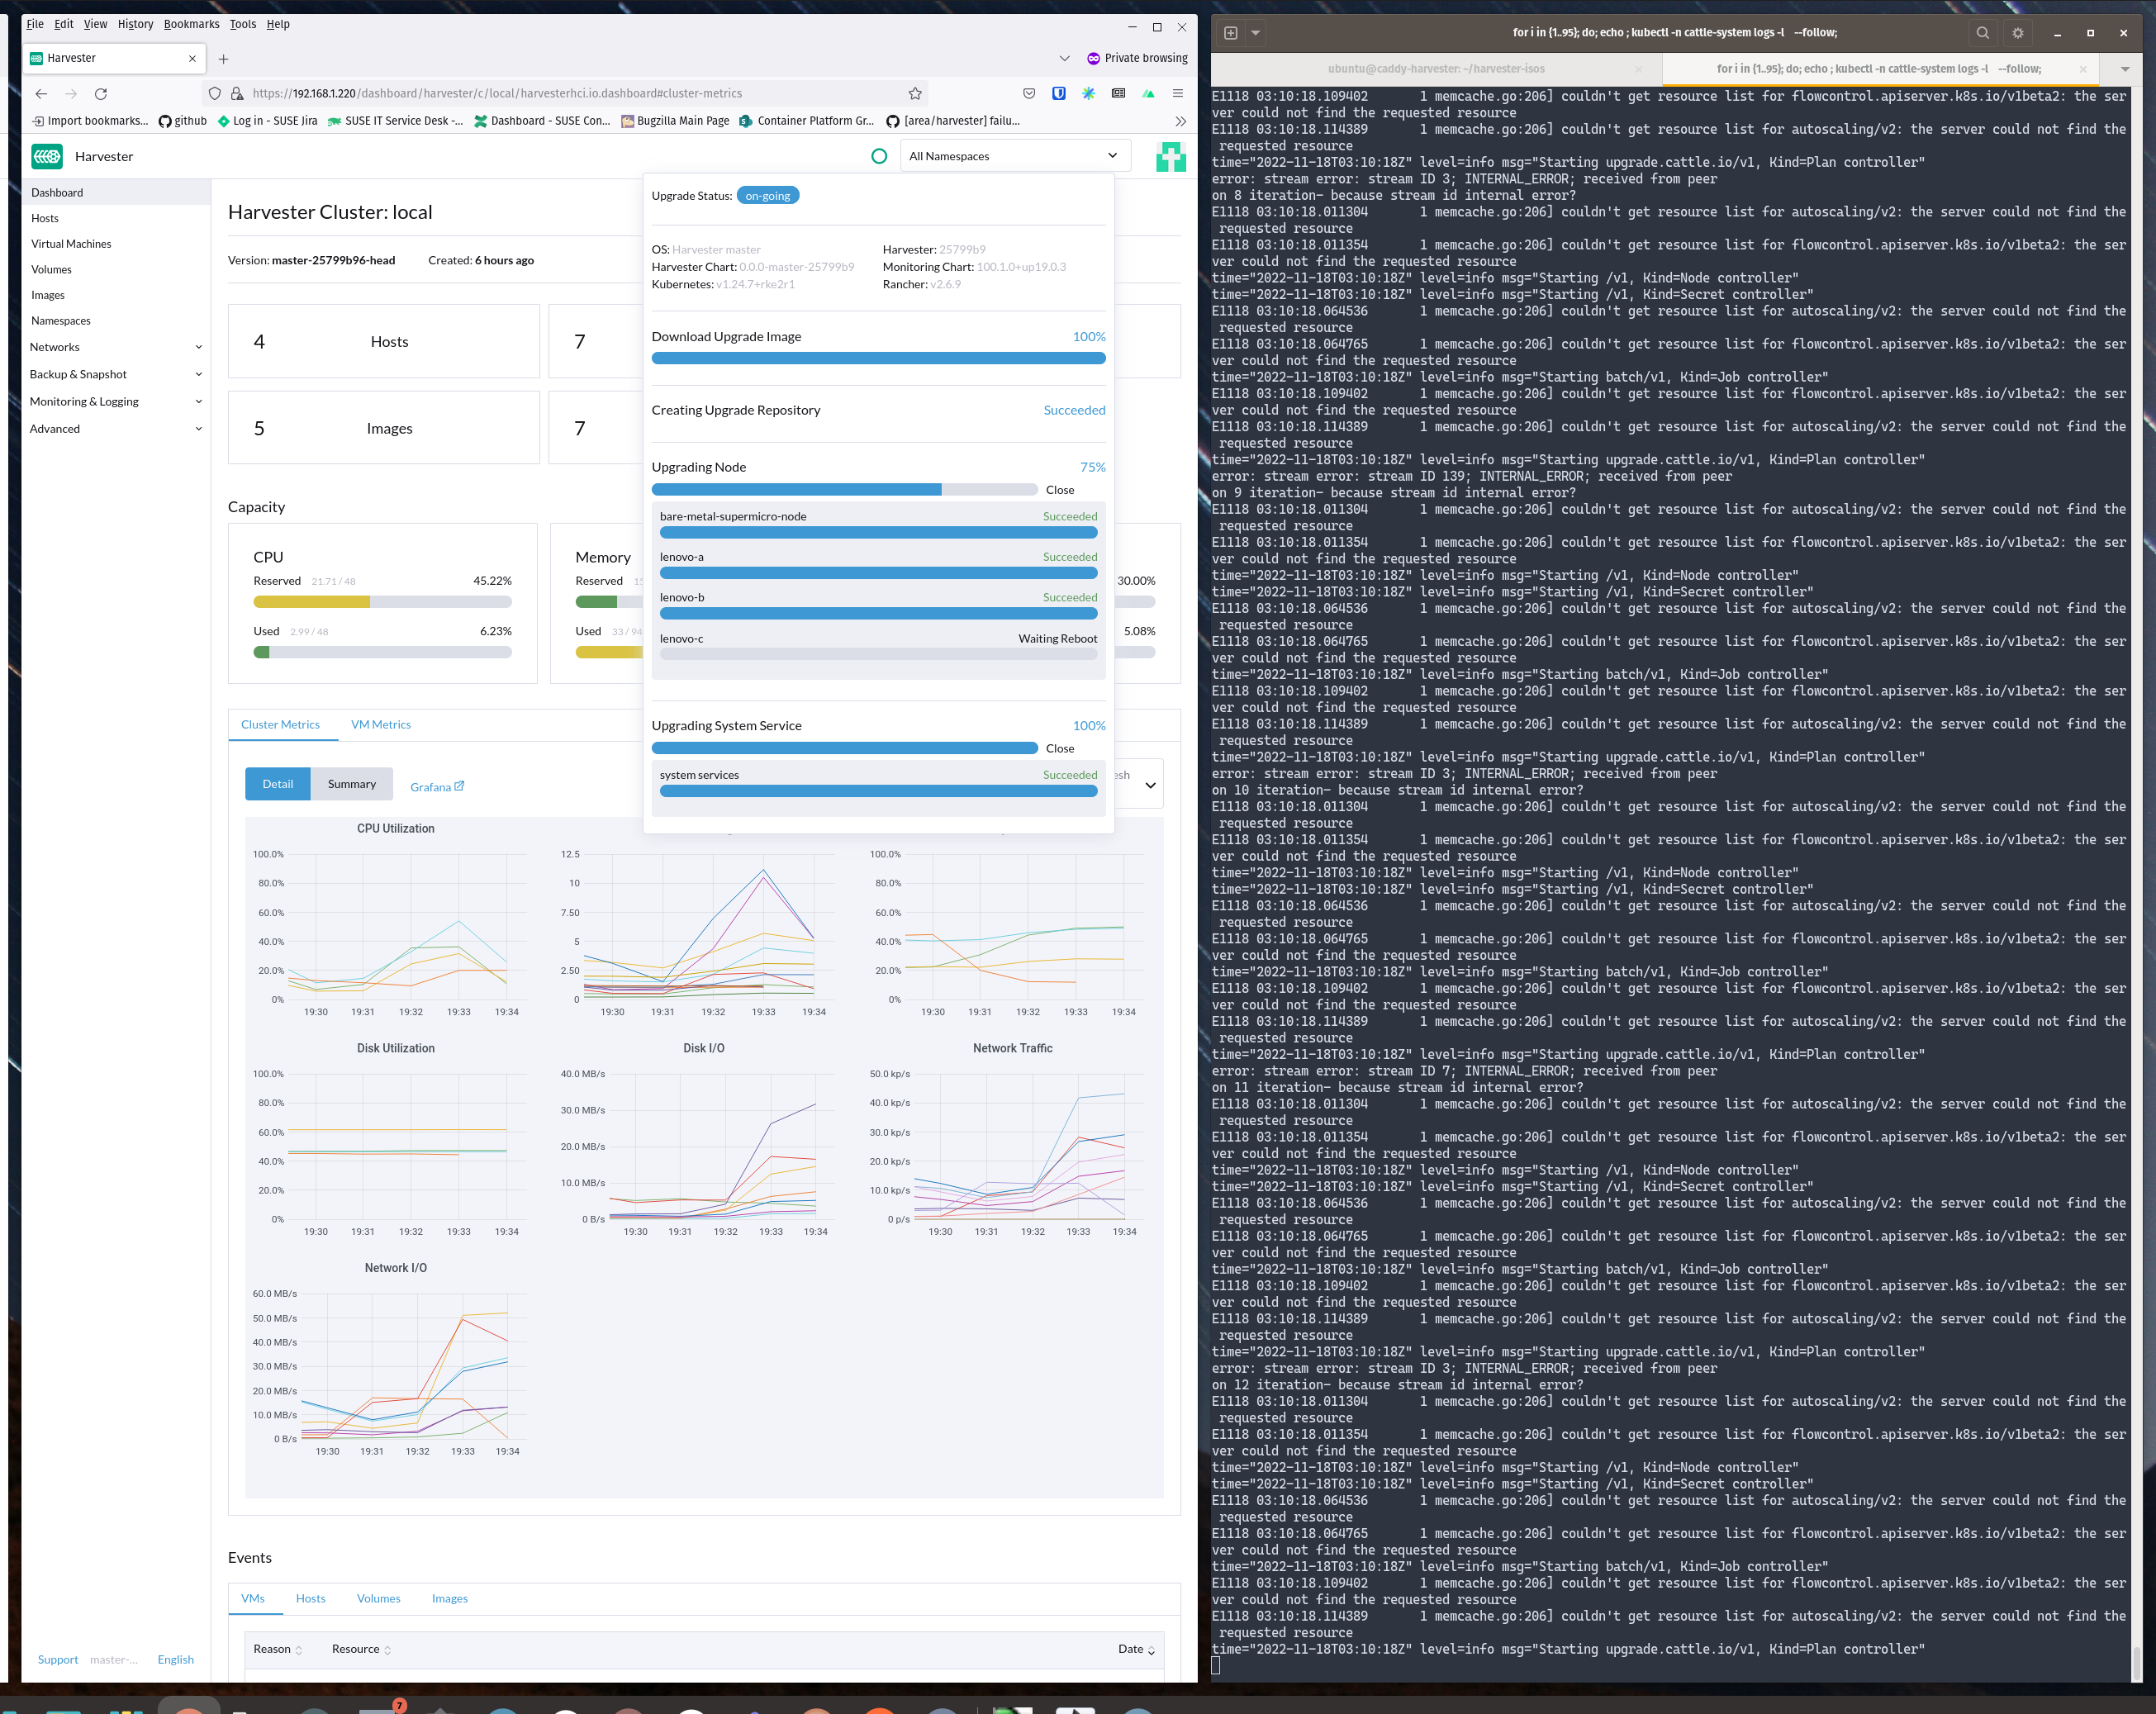 File Edit View History Bookmarks Tools Help
Harvester
Private browsing
https://192.168.1.220/dashboard/harvester/c/local/harvesterhci.io.dashboard#cluster-metrics
Import bookmarks... github Log in - SUSE Jira SUSE IT Service Desk -... Dashboard - SUSE Con... Bugzilla Main Page Container Platform Gr... [area/harvester] failu...
Harvester
All Namespaces
Dashboard
Hosts
Virtual Machines
Volumes
Images
Namespaces
Networks
Backup & Snapshot
Monitoring & Logging
Advanced
Support master-... English
Harvester Cluster: local
Version: master-25799b96-head Created: 6 hours ago
4 Hosts
7
5 Images
7
Capacity
CPU
Reserved 21.71 / 48 45.22%
Used 2.99 / 48 6.23%
Memory
Reserved
Used 33 / 94
30.00%
5.08%
Upgrade Status: on-going
OS: Harvester master
Harvester: 25799b9
Harvester Chart: 0.0.0-master-25799b9
Monitoring Chart: 100.1.0+up19.0.3
Kubernetes: v1.24.7+rke2r1
Rancher: v2.6.9
Download Upgrade Image 100%
Creating Upgrade Repository Succeeded
Upgrading Node 75%
Close
bare-metal-supermicro-node Succeeded
lenovo-a Succeeded
lenovo-b Succeeded
lenovo-c Waiting Reboot
Upgrading System Service 100%
Close
system services Succeeded
Cluster Metrics VM Metrics
Detail Summary Grafana
esh
CPU Utilization
100.0%
80.0%
60.0%
40.0%
20.0%
0%
19:30 19:31 19:32 19:33 19:34
12.5
10
7.50
5
2.50
0
19:30 19:31 19:32 19:33 19:34
100.0%
80.0%
60.0%
40.0%
20.0%
0%
19:30 19:31 19:32 19:33 19:34
Disk Utilization
100.0%
80.0%
60.0%
40.0%
20.0%
0%
19:30 19:31 19:32 19:33 19:34
Disk I/O
40.0 MB/s
30.0 MB/s
20.0 MB/s
10.0 MB/s
0 B/s
19:30 19:31 19:32 19:33 19:34
Network Traffic
50.0 kp/s
40.0 kp/s
30.0 kp/s
20.0 kp/s
10.0 kp/s
0 p/s
19:30 19:31 19:32 19:33 19:34
Network I/O
60.0 MB/s
50.0 MB/s
40.0 MB/s
30.0 MB/s
20.0 MB/s
10.0 MB/s
0 B/s
19:30 19:31 19:32 19:33 19:34
Events
VMs Hosts Volumes Images
Reason Resource Date
7
for i in {1..95}; do; echo ; kubectl -n cattle-system logs -l --follow;
ubuntu@caddy-harvester: ~/harvester-isos
for i in {1..95}; do; echo ; kubectl -n cattle-system logs -l --follow;
E1118 03:10:18.109402 1 memcache.go:206] couldn't get resource list for flowcontrol.apiserver.k8s.io/v1beta2: the ser
ver could not find the requested resource
E1118 03:10:18.114389 1 memcache.go:206] couldn't get resource list for autoscaling/v2: the server could not find the
requested resource
time="2022-11-18T03:10:18Z" level=info msg="Starting upgrade.cattle.io/v1, Kind=Plan controller"
error: stream error: stream ID 3; INTERNAL_ERROR; received from peer
on 8 iteration- because stream id internal error?
E1118 03:10:18.011304 1 memcache.go:206] couldn't get resource list for autoscaling/v2: the server could not find the
requested resource
E1118 03:10:18.011354 1 memcache.go:206] couldn't get resource list for flowcontrol.apiserver.k8s.io/v1beta2: the ser
ver could not find the requested resource
time="2022-11-18T03:10:18Z" level=info msg="Starting /v1, Kind=Node controller"
time="2022-11-18T03:10:18Z" level=info msg="Starting /v1, Kind=Secret controller"
E1118 03:10:18.064536 1 memcache.go:206] couldn't get resource list for autoscaling/v2: the server could not find the
requested resource
E1118 03:10:18.064765 1 memcache.go:206] couldn't get resource list for flowcontrol.apiserver.k8s.io/v1beta2: the ser
ver could not find the requested resource
time="2022-11-18T03:10:18Z" level=info msg="Starting batch/v1, Kind=Job controller"
E1118 03:10:18.109402 1 memcache.go:206] couldn't get resource list for flowcontrol.apiserver.k8s.io/v1beta2: the ser
ver could not find the requested resource
E1118 03:10:18.114389 1 memcache.go:206] couldn't get resource list for autoscaling/v2: the server could not find the
requested resource
time="2022-11-18T03:10:18Z" level=info msg="Starting upgrade.cattle.io/v1, Kind=Plan controller"
error: stream error: stream ID 139; INTERNAL_ERROR; received from peer
on 9 iteration- because stream id internal error?
E1118 03:10:18.011304 1 memcache.go:206] couldn't get resource list for autoscaling/v2: the server could not find the
requested resource
E1118 03:10:18.011354 1 memcache.go:206] couldn't get resource list for flowcontrol.apiserver.k8s.io/v1beta2: the ser
ver could not find the requested resource
time="2022-11-18T03:10:18Z" level=info msg="Starting /v1, Kind=Node controller"
time="2022-11-18T03:10:18Z" level=info msg="Starting /v1, Kind=Secret controller"
E1118 03:10:18.064536 1 memcache.go:206] couldn't get resource list for autoscaling/v2: the server could not find the
requested resource
E1118 03:10:18.064765 1 memcache.go:206] couldn't get resource list for flowcontrol.apiserver.k8s.io/v1beta2: the ser
ver could not find the requested resource
time="2022-11-18T03:10:18Z" level=info msg="Starting batch/v1, Kind=Job controller"
E1118 03:10:18.109402 1 memcache.go:206] couldn't get resource list for flowcontrol.apiserver.k8s.io/v1beta2: the ser
ver could not find the requested resource
E1118 03:10:18.114389 1 memcache.go:206] couldn't get resource list for autoscaling/v2: the server could not find the
requested resource
time="2022-11-18T03:10:18Z" level=info msg="Starting upgrade.cattle.io/v1, Kind=Plan controller"
error: stream error: stream ID 3; INTERNAL_ERROR; received from peer
on 10 iteration- because stream id internal error?
E1118 03:10:18.011304 1 memcache.go:206] couldn't get resource list for autoscaling/v2: the server could not find the
requested resource
E1118 03:10:18.011354 1 memcache.go:206] couldn't get resource list for flowcontrol.apiserver.k8s.io/v1beta2: the ser
ver could not find the requested resource
time="2022-11-18T03:10:18Z" level=info msg="Starting /v1, Kind=Node controller"
time="2022-11-18T03:10:18Z" level=info msg="Starting /v1, Kind=Secret controller"
E1118 03:10:18.064536 1 memcache.go:206] couldn't get resource list for autoscaling/v2: the server could not find the
requested resource
E1118 03:10:18.064765 1 memcache.go:206] couldn't get resource list for flowcontrol.apiserver.k8s.io/v1beta2: the ser
ver could not find the requested resource
time="2022-11-18T03:10:18Z" level=info msg="Starting batch/v1, Kind=Job controller"
E1118 03:10:18.109402 1 memcache.go:206] couldn't get resource list for flowcontrol.apiserver.k8s.io/v1beta2: the ser
ver could not find the requested resource
E1118 03:10:18.114389 1 memcache.go:206] couldn't get resource list for autoscaling/v2: the server could not find the
requested resource
time="2022-11-18T03:10:18Z" level=info msg="Starting upgrade.cattle.io/v1, Kind=Plan controller"
error: stream error: stream ID 7; INTERNAL_ERROR; received from peer
on 11 iteration- because stream id internal error?
E1118 03:10:18.011304 1 memcache.go:206] couldn't get resource list for autoscaling/v2: the server could not find the
requested resource
E1118 03:10:18.011354 1 memcache.go:206] couldn't get resource list for flowcontrol.apiserver.k8s.io/v1beta2: the ser
ver could not find the requested resource
time="2022-11-18T03:10:18Z" level=info msg="Starting /v1, Kind=Node controller"
time="2022-11-18T03:10:18Z" level=info msg="Starting /v1, Kind=Secret controller"
E1118 03:10:18.064536 1 memcache.go:206] couldn't get resource list for autoscaling/v2: the server could not find the
requested resource
E1118 03:10:18.064765 1 memcache.go:206] couldn't get resource list for flowcontrol.apiserver.k8s.io/v1beta2: the ser
ver could not find the requested resource
time="2022-11-18T03:10:18Z" level=info msg="Starting batch/v1, Kind=Job controller"
E1118 03:10:18.109402 1 memcache.go:206] couldn't get resource list for flowcontrol.apiserver.k8s.io/v1beta2: the ser
ver could not find the requested resource
E1118 03:10:18.114389 1 memcache.go:206] couldn't get resource list for autoscaling/v2: the server could not find the
requested resource
time="2022-11-18T03:10:18Z" level=info msg="Starting upgrade.cattle.io/v1, Kind=Plan controller"
error: stream error: stream ID 3; INTERNAL_ERROR; received from peer
on 12 iteration- because stream id internal error?
E1118 03:10:18.011304 1 memcache.go:206] couldn't get resource list for autoscaling/v2: the server could not find the
requested resource
E1118 03:10:18.011354 1 memcache.go:206] couldn't get resource list for flowcontrol.apiserver.k8s.io/v1beta2: the ser
ver could not find the requested resource
time="2022-11-18T03:10:18Z" level=info msg="Starting /v1, Kind=Node controller"
time="2022-11-18T03:10:18Z" level=info msg="Starting /v1, Kind=Secret controller"
E1118 03:10:18.064536 1 memcache.go:206] couldn't get resource list for autoscaling/v2: the server could not find the
requested resource
E1118 03:10:18.064765 1 memcache.go:206] couldn't get resource list for flowcontrol.apiserver.k8s.io/v1beta2: the ser
ver could not find the requested resource
time="2022-11-18T03:10:18Z" level=info msg="Starting batch/v1, Kind=Job controller"
E1118 03:10:18.109402 1 memcache.go:206] couldn't get resource list for flowcontrol.apiserver.k8s.io/v1beta2: the ser
ver could not find the requested resource
E1118 03:10:18.114389 1 memcache.go:206] couldn't get resource list for autoscaling/v2: the server could not find the
requested resource
time="2022-11-18T03:10:18Z" level=info msg="Starting upgrade.cattle.io/v1, Kind=Plan controller"